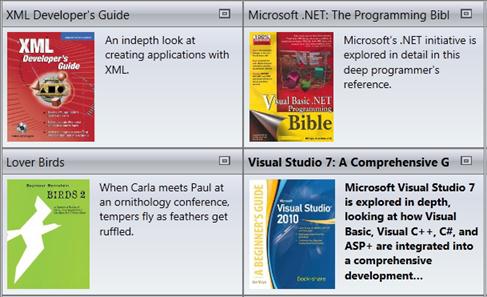 XML Developer's Guide
XML
Developer's
Guide
An indepth look at
creating applications with
XML.
Microsoft .NET: The Programming Bibl
Visual Basic .NET
Programming
Bible
Microsoft's .NET initiative is
explored in detail in this
deep programmer's
reference.
Lover Birds
BIRDS 2
When Carla meets Paul at
an ornithology conference,
tempers fly as feathers get
ruffled.
Visual Studio 7: A Comprehensive G
A BEGINNER'S GUIDE
Microsoft
Visual Studio
2010
Microsoft Visual Studio 7
is explored in depth,
looking at how Visual
Basic, Visual C++, C#, and
ASP+ are integrated into
a comprehensive
development...